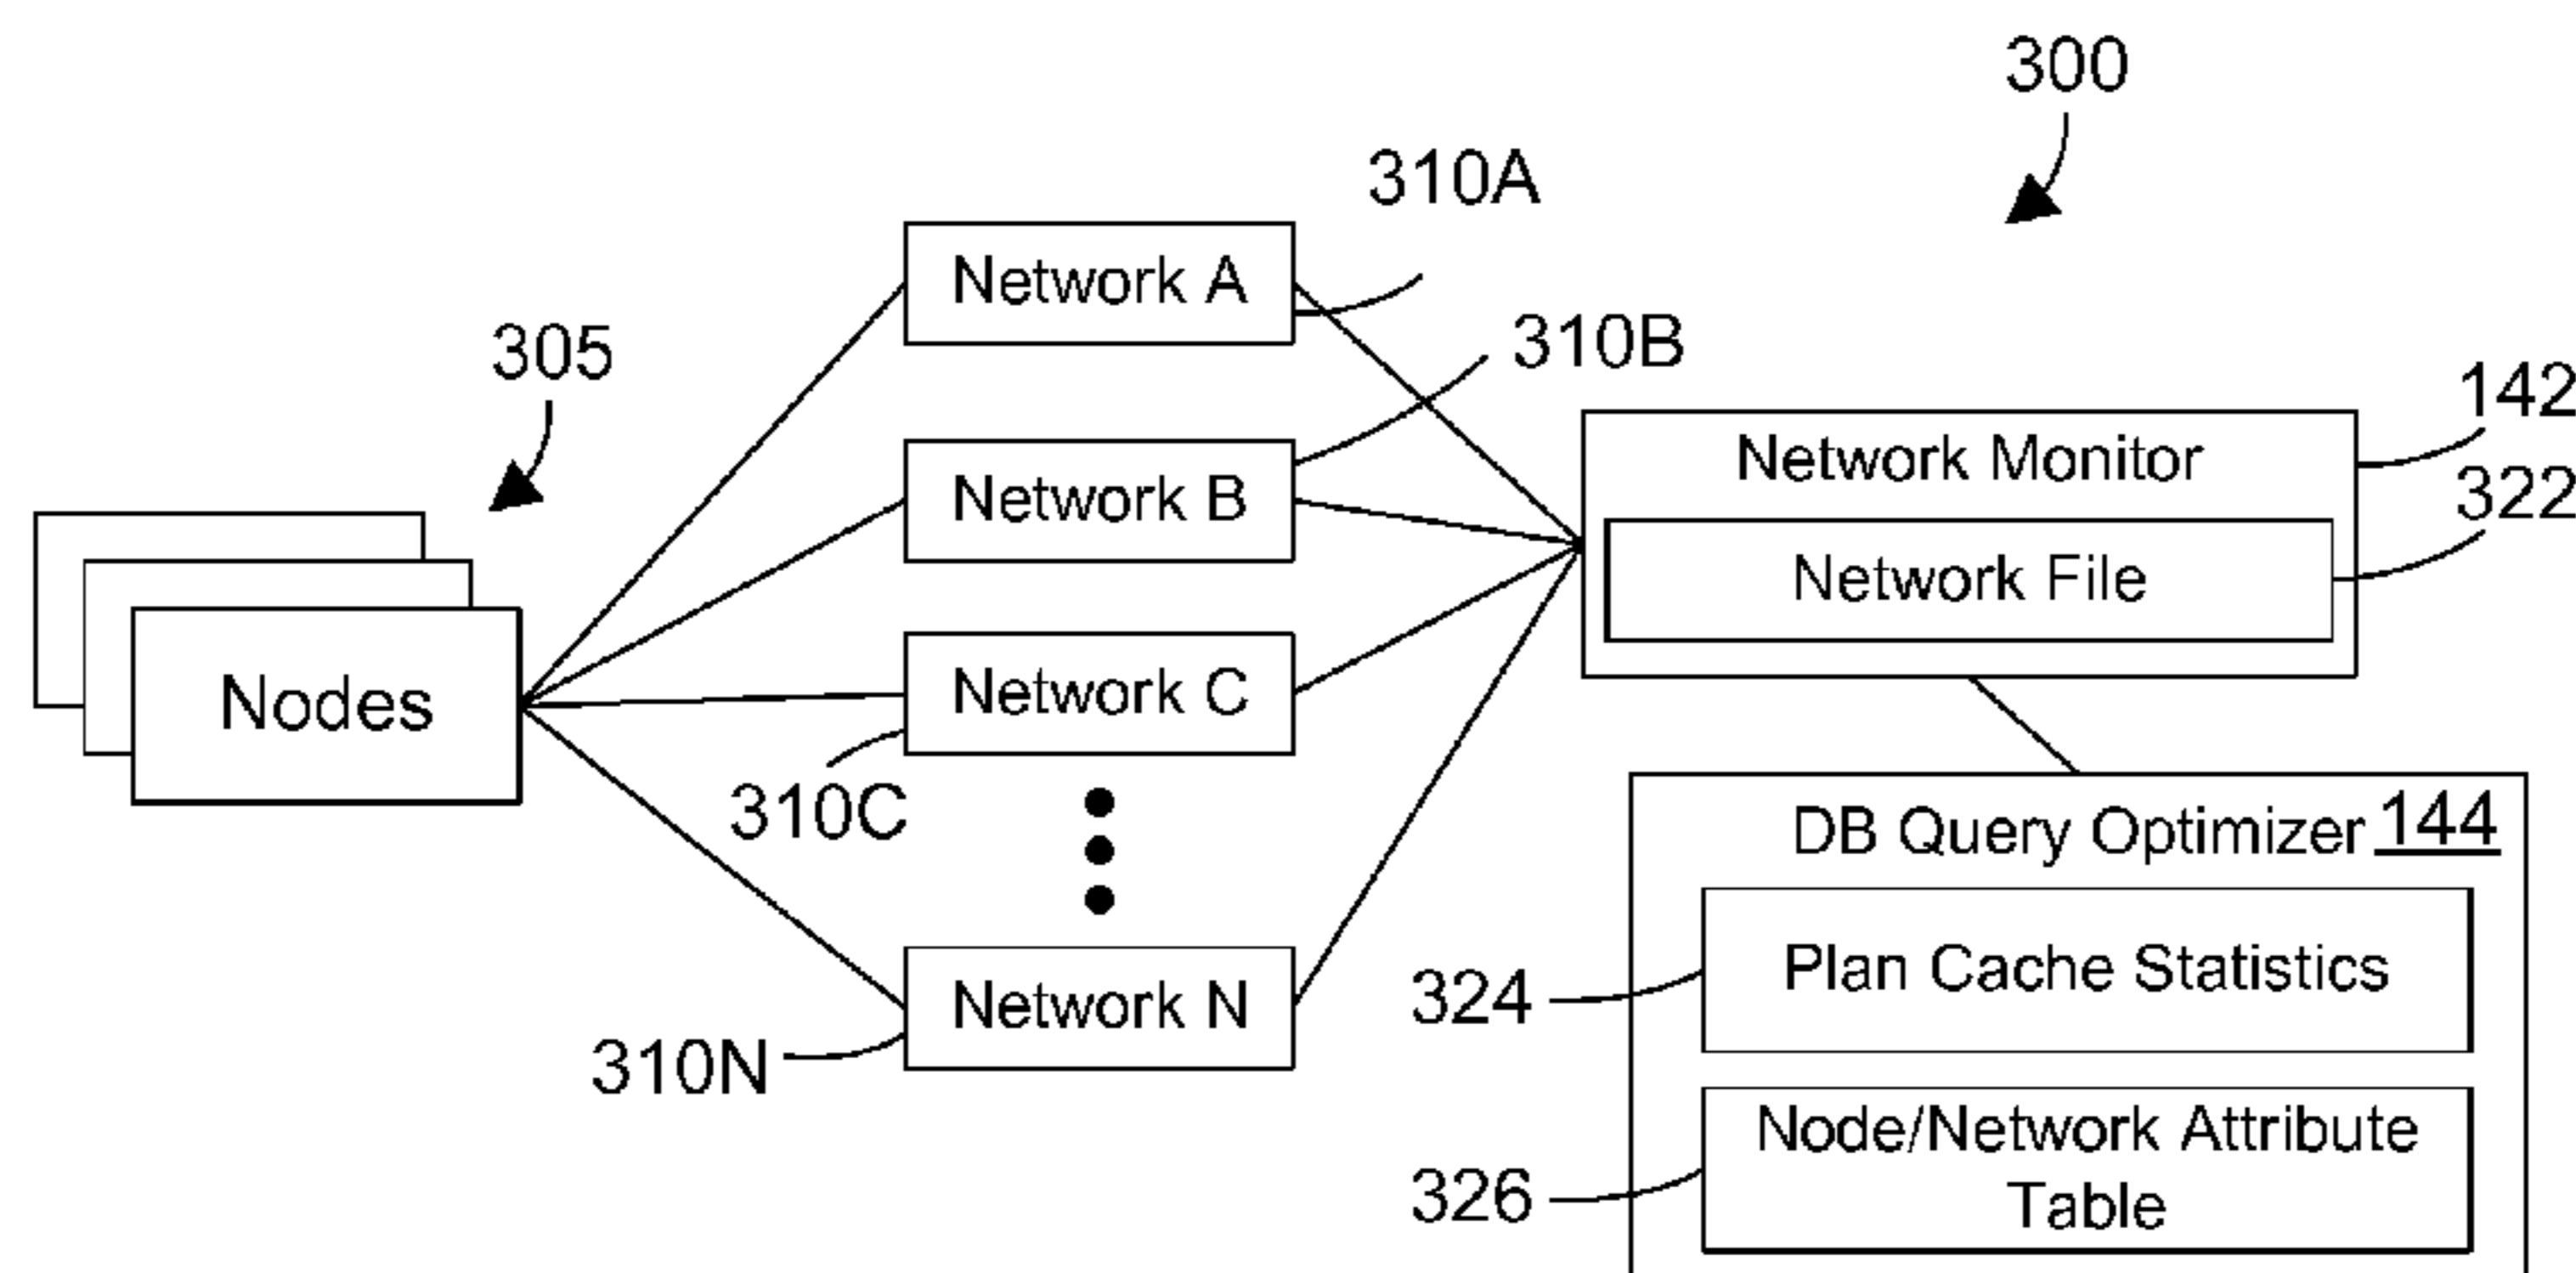 300
310A
Network A
305
310B
142
Network B
Network Monitor
322
Network File
Nodes
Network C
310C
DB Query Optimizer 144
Plan Cache Statistics
324
Network N
310N
Node/Network Attribute
Table
326